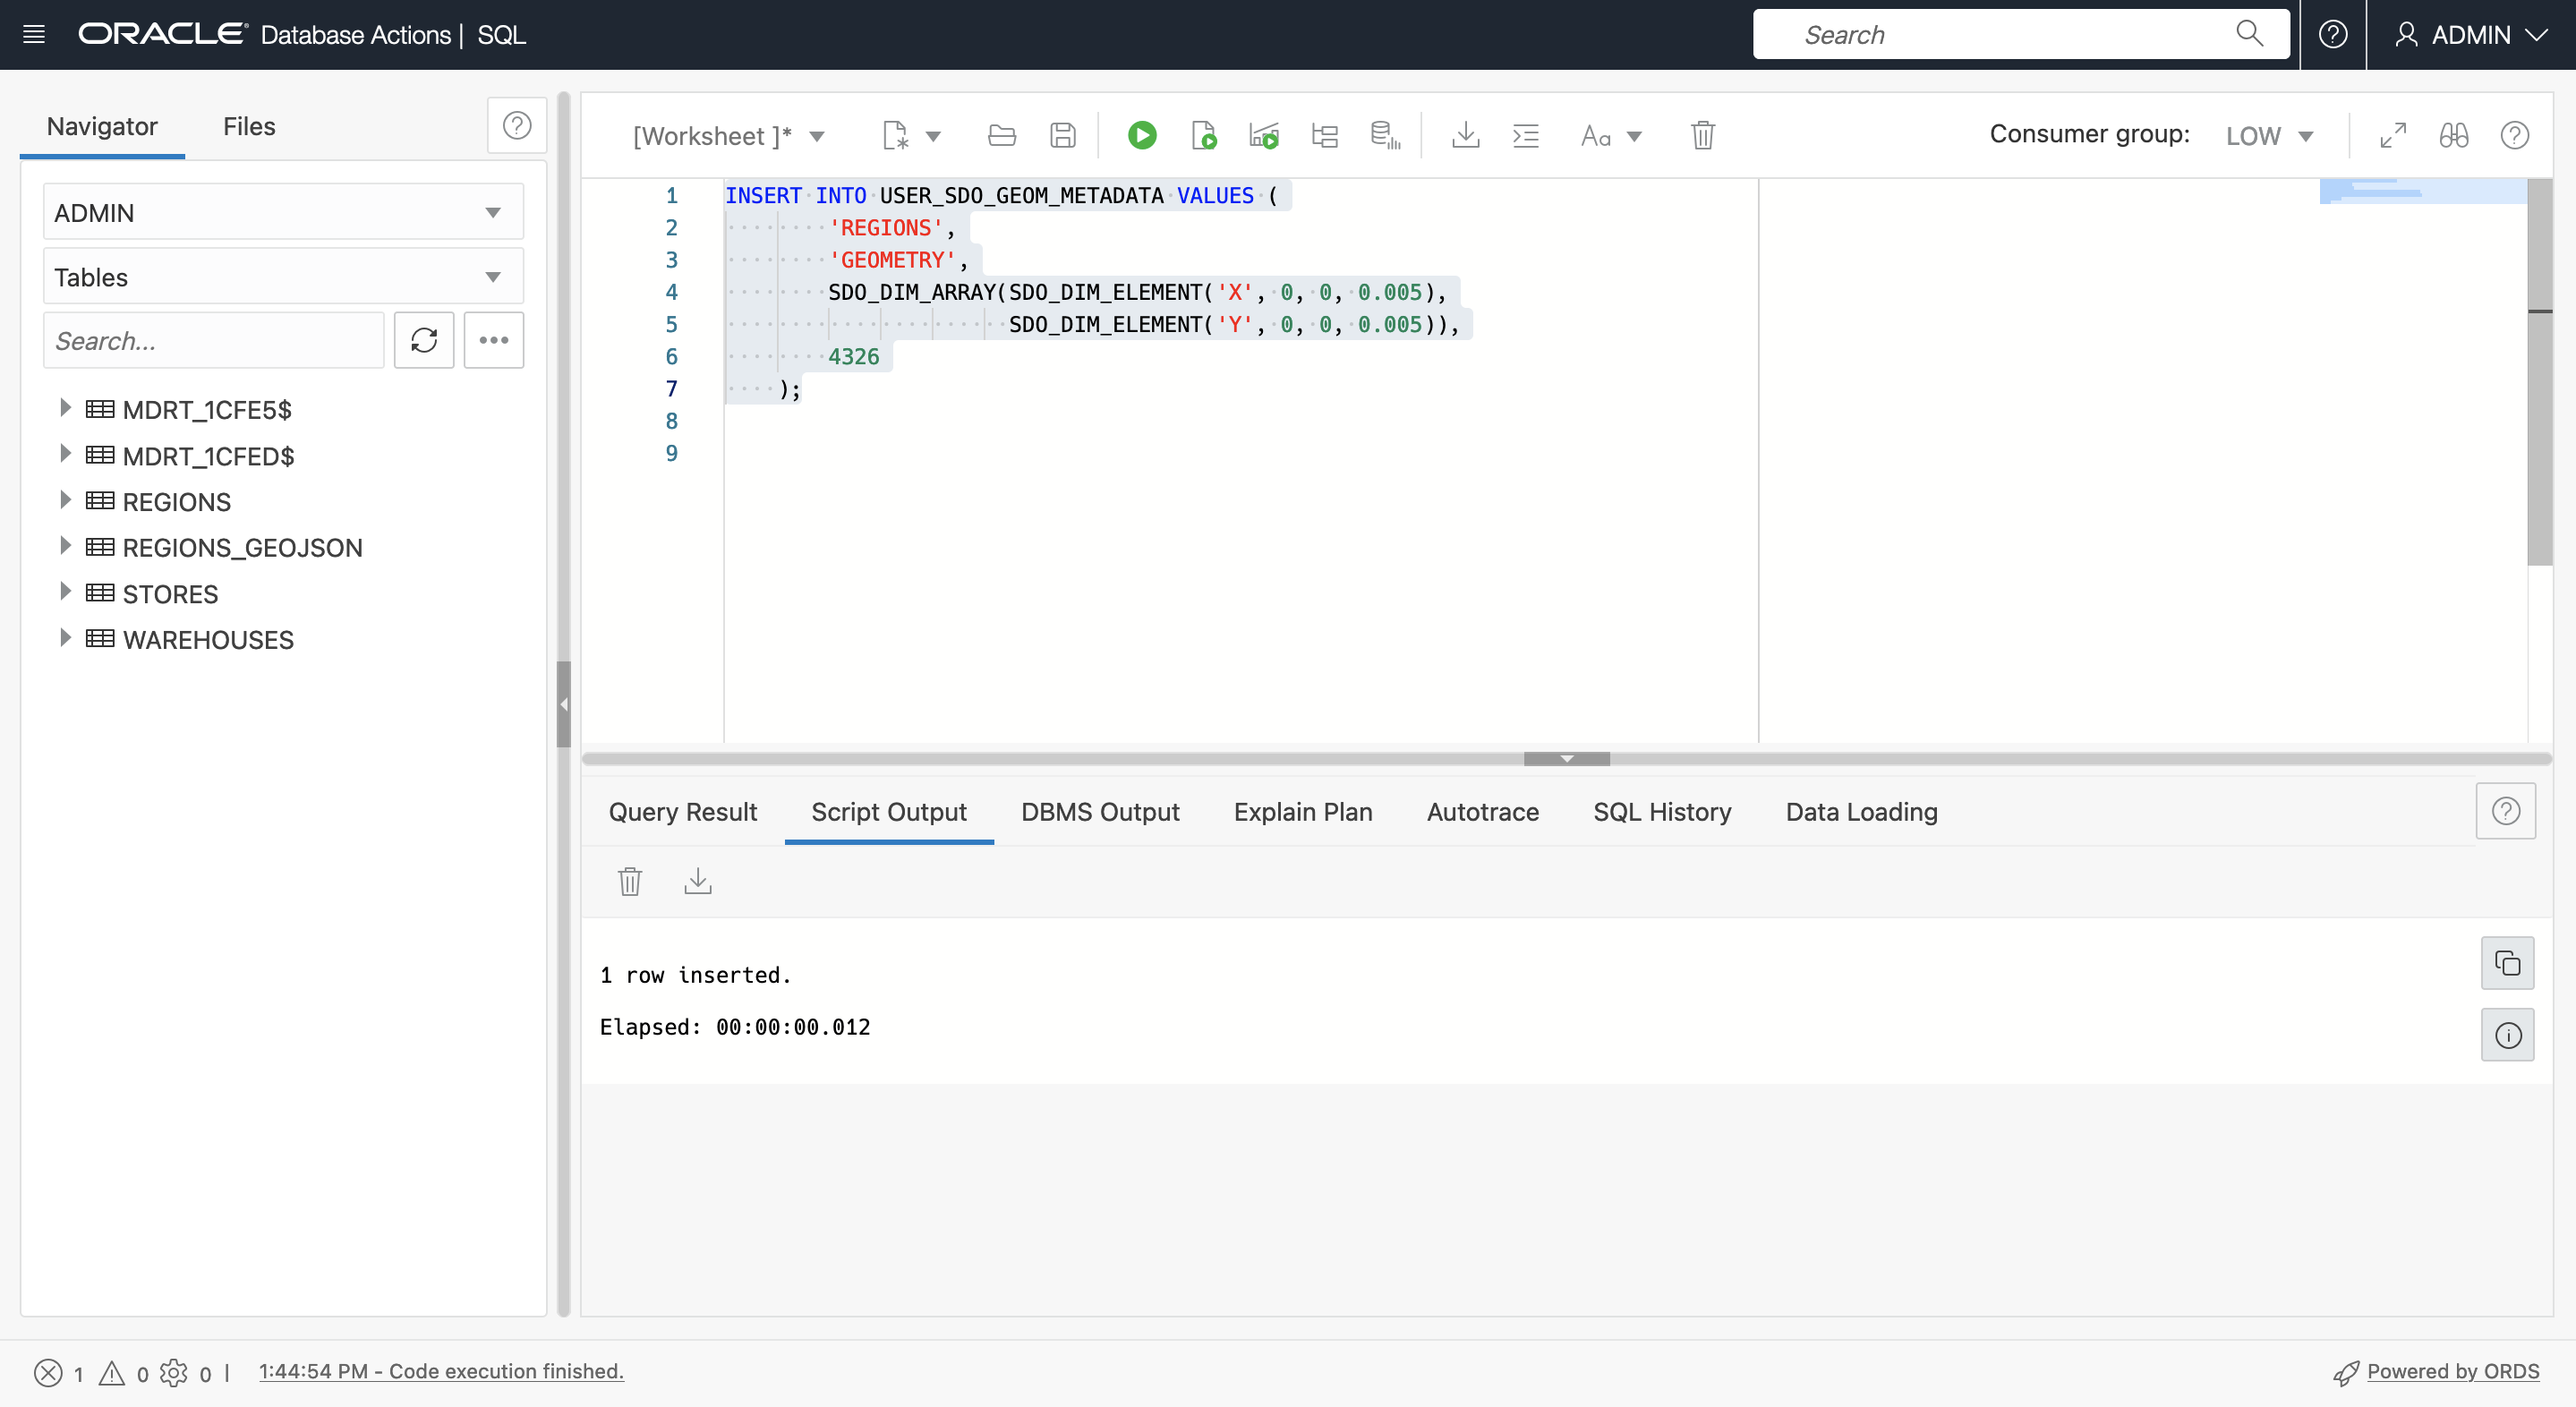 ORACLE Database Actions | SQL
Search
ADMIN
Navigator
Files
ADMIN
Tables
Search...
MDRT_1CFE5$
MDRT_1CFED$
REGIONS
REGIONS_GEOJSON
STORES
WAREHOUSES
[Worksheet ]*
Aa
Consumer group: LOW
1 INSERT INTO USER_SDO_GEOM_METADATA VALUES (
2 'REGIONS',
3 'GEOMETRY',
4 SDO_DIM_ARRAY(SDO_DIM_ELEMENT('X', 0, 0, 0.005),
5 SDO_DIM_ELEMENT('Y', 0, 0, 0.005)),
6 4326
7 );
8
9
Query Result
Script Output
DBMS Output
Explain Plan
Autotrace
SQL History
Data Loading
1 row inserted.
Elapsed: 00:00:00.012
1 0 0 | 1:44:54 PM - Code execution finished.
Powered by ORDS